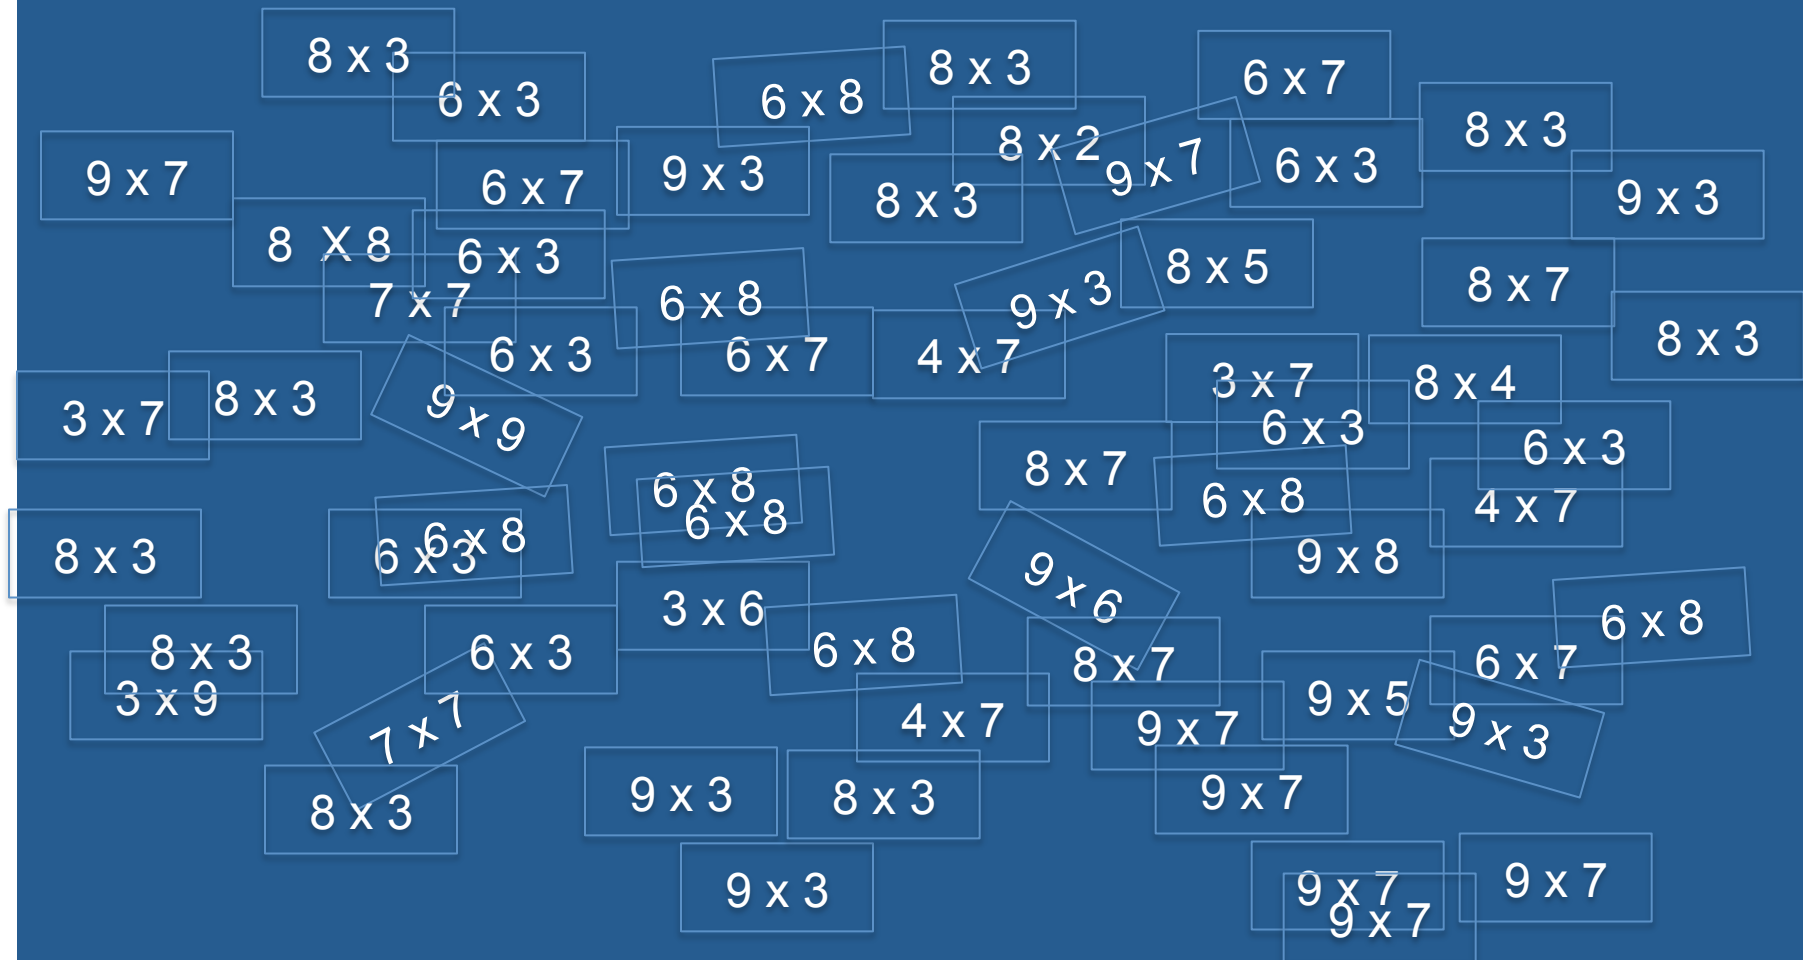 8 x 3
6 x 3
6 x 8
8 x 3
6 x 7
8 x 3
9 x 7
6 x 7
9 x 3
8 x 2
9 x 7
6 x 3
8 x 3
9 x 3
8 X 8
6 x 3
7 x 7
6 x 8
9 x 3
8 x 5
8 x 7
8 x 3
6 x 3
6 x 7
4 x 7
3 x 7
8 x 4
3 x 7
8 x 3
9 x 9
6 x 3
6 x 3
6 x 8
6 x 8
8 x 7
6 x 8
4 x 7
8 x 3
6 x 3
6 x 8
9 x 8
9 x 6
3 x 6
6 x 8
6 x 8
8 x 3
6 x 3
8 x 7
6 x 7
3 x 9
7 x 7
4 x 7
9 x 7
9 x 5
9 x 3
8 x 3
9 x 3
8 x 3
9 x 7
9 x 3
9 x 7
9 x 7
9 x 7